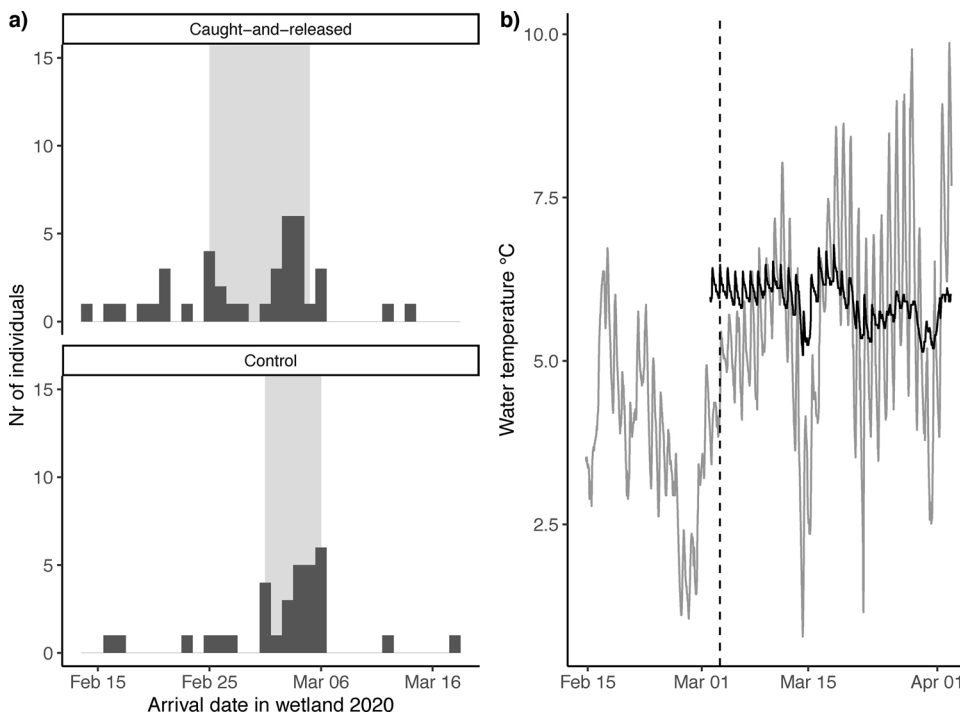 a)
Caught−and−released
15
10
5
0
Control
15
10
5
0
Nr of individuals
Feb 15 Feb 25 Mar 06 Mar 16
Arrival date in wetland 2020
b)
10.0
7.5
5.0
2.5
Water temperature °C
Feb 15 Mar 01 Mar 15 Apr 01